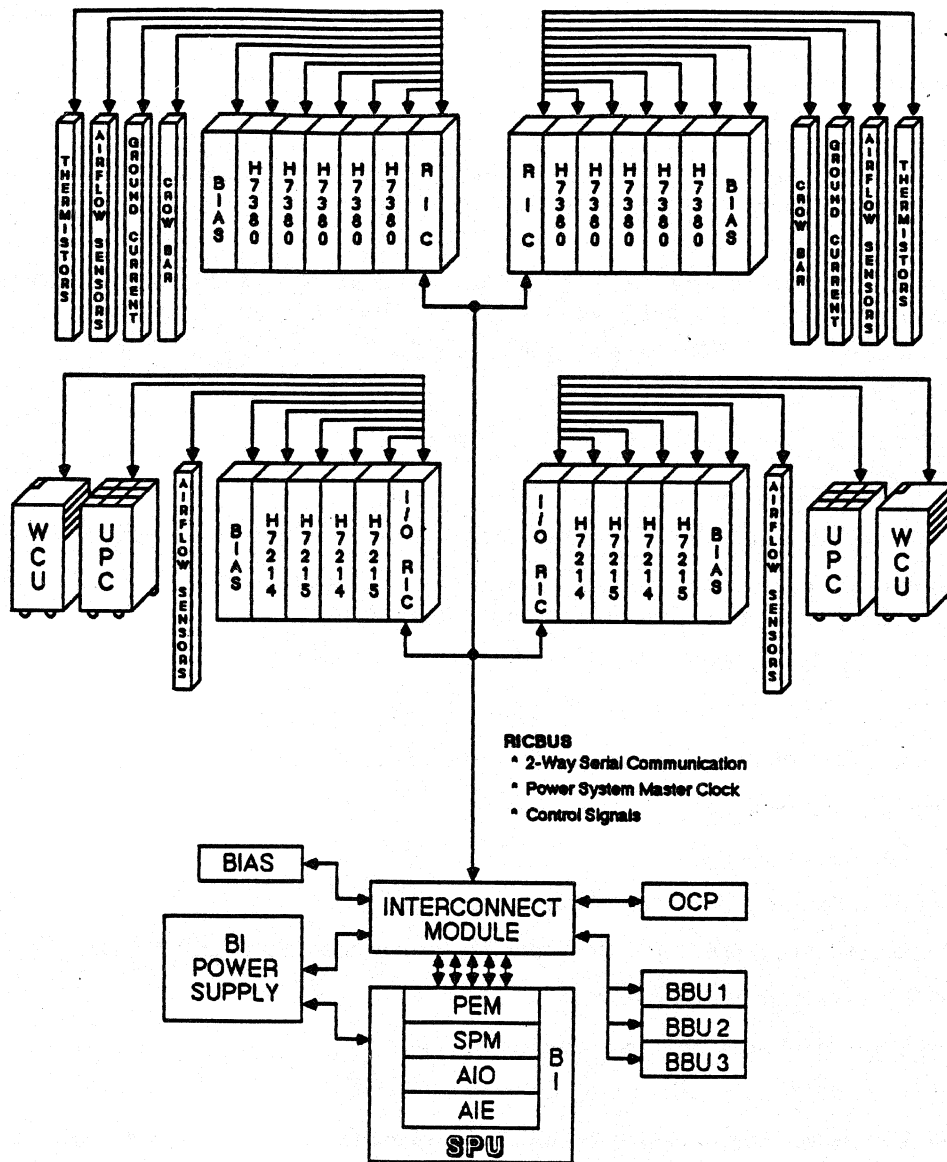 THERMISTORS
AIRFLOW SENSORS
GROUND CURRENT
CROW BAR
BIAS
H7380
H7380
H7380
H7380
H7380
RIC
RIC
H7380
H7380
H7380
H7380
H7380
BIAS
CROW BAR
GROUND CURRENT
AIRFLOW SENSORS
THERMISTORS
WCU
UPC
AIRFLOW SENSORS
BIAS
H7214
H7215
H7214
H7215
I/O RIC
I/O RIC
H7214
H7215
H7214
H7215
BIAS
AIRFLOW SENSORS
UPC
WCU
RICBUS
* 2-Way Serial Communication
* Power System Master Clock
* Control Signals
BIAS
INTERCONNECT
MODULE
OCP
BI
POWER
SUPPLY
PEM
SPM
AIO
AIE
BI
SPU
BBU 1
BBU 2
BBU 3